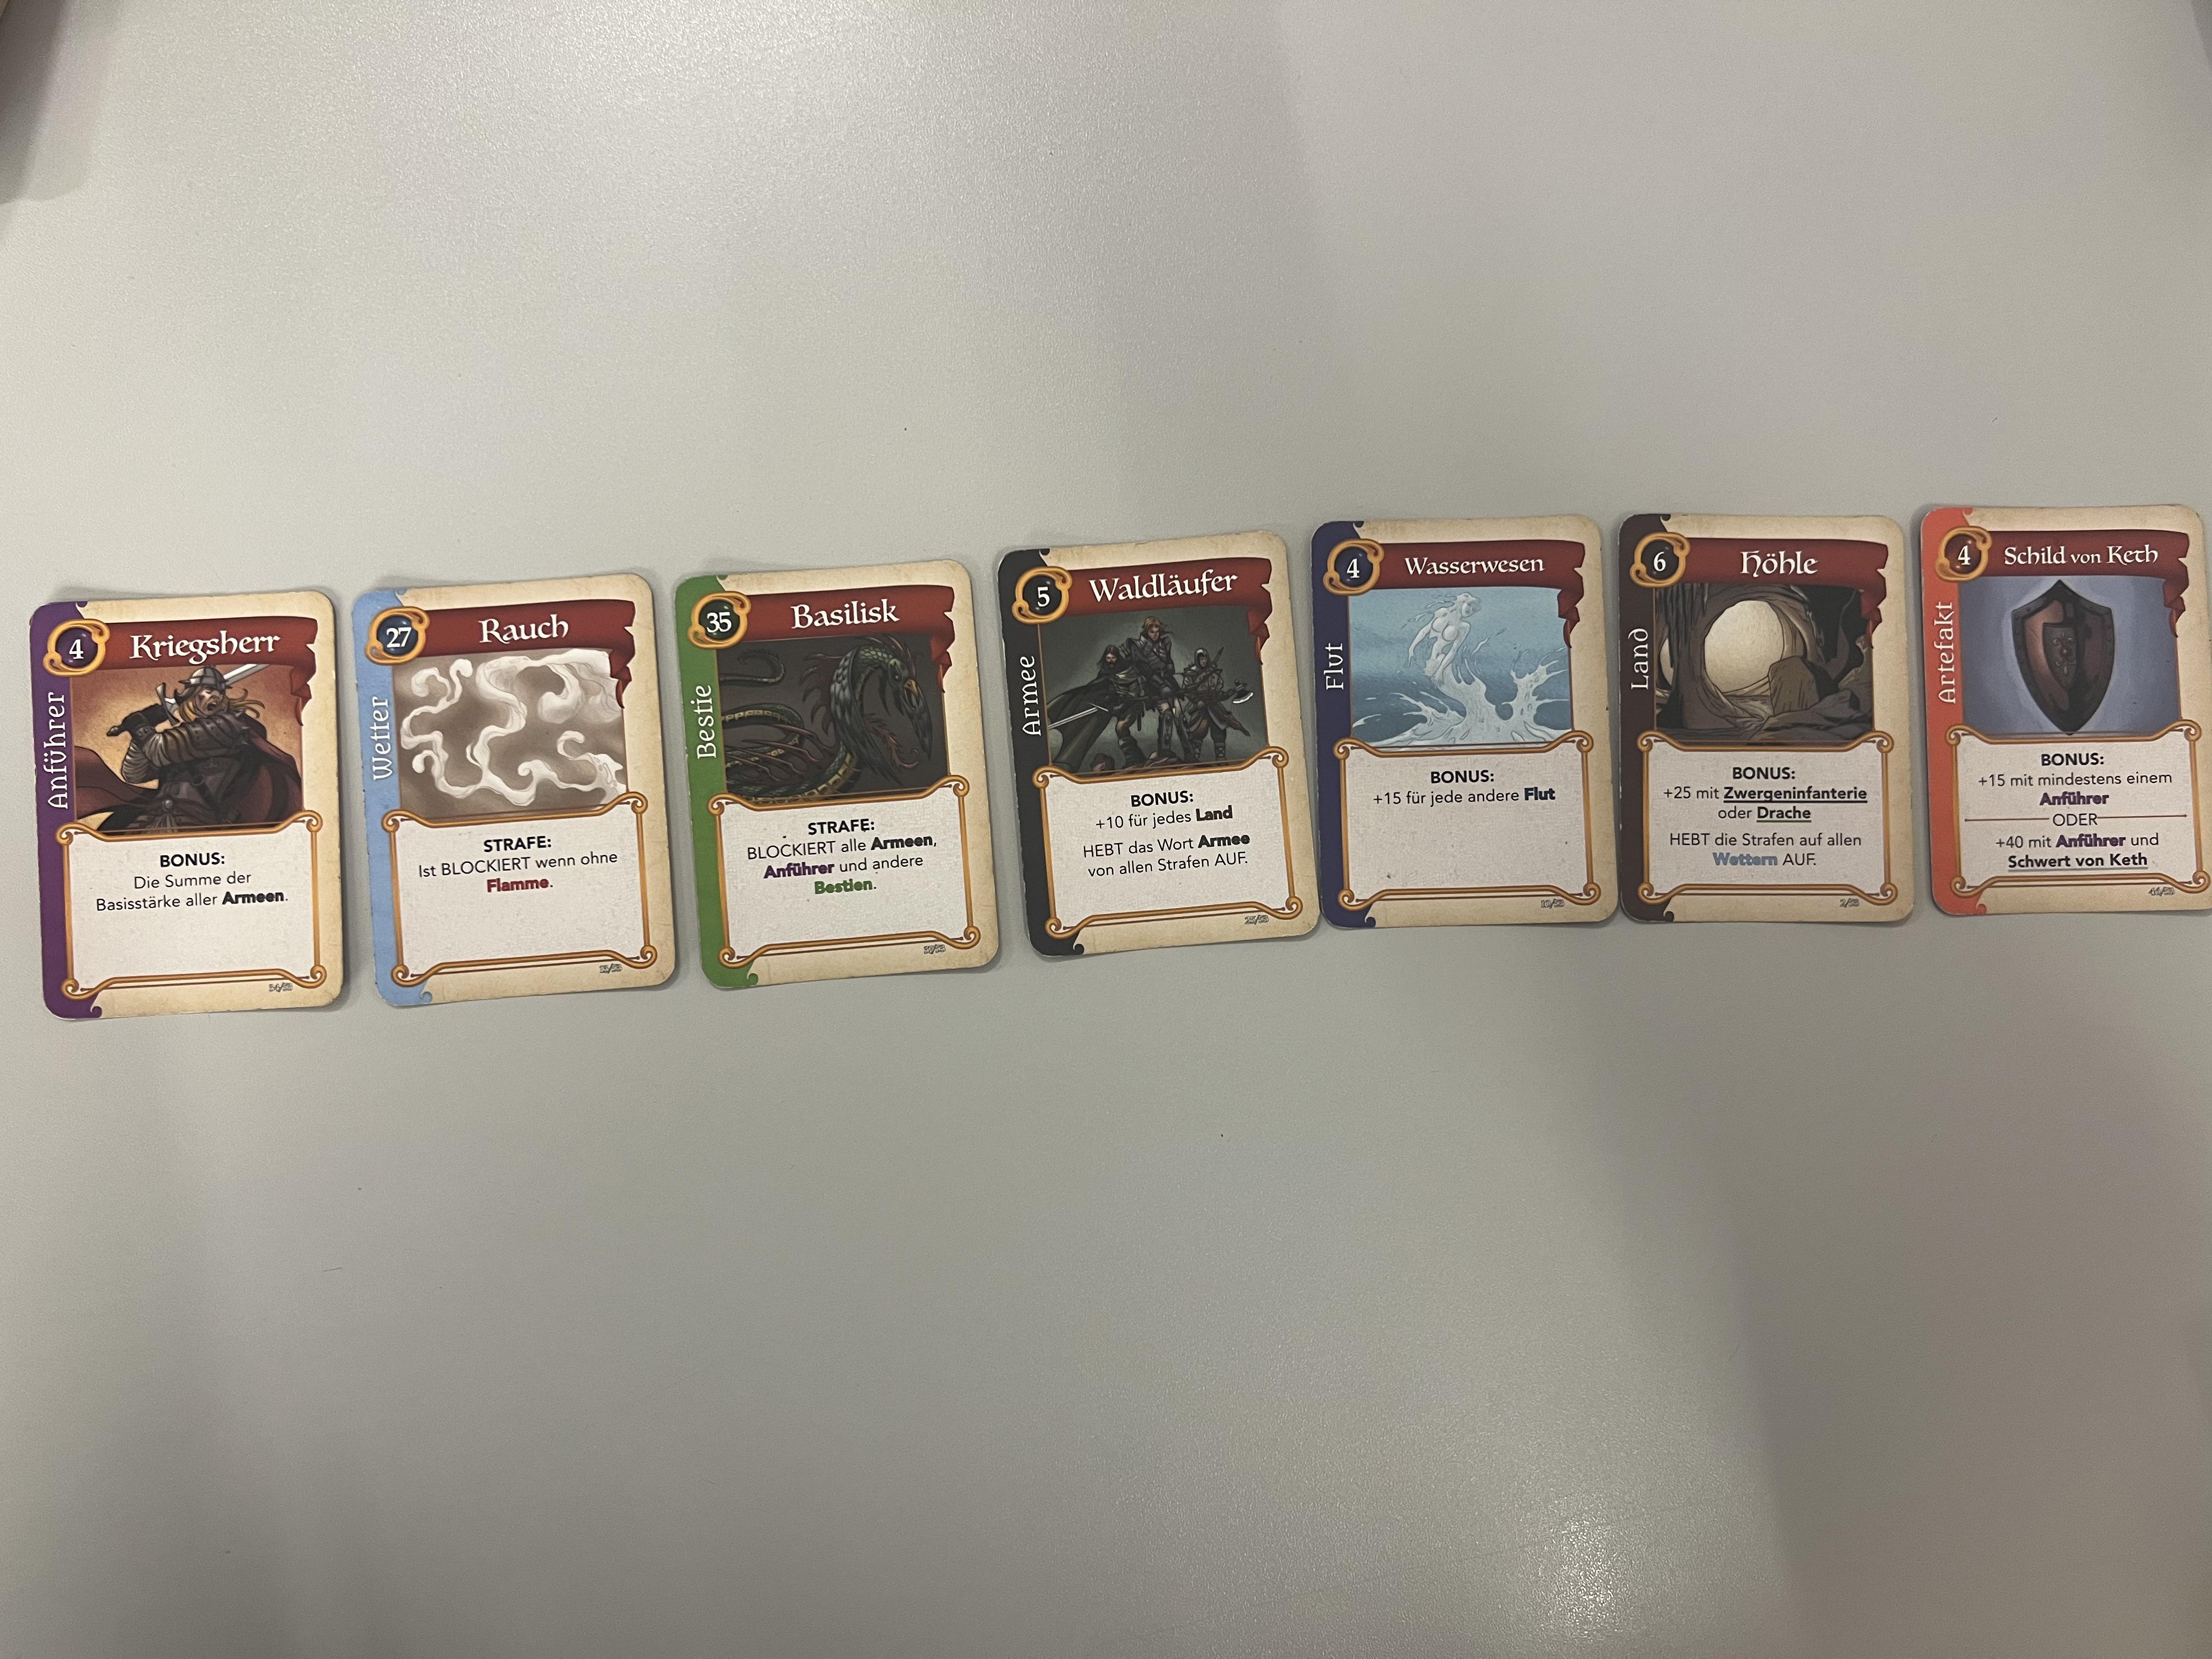 Anführer
4
Kriegsherr
BONUS:
Die Summe der
Basisstärke aller Armeen.
Wetter
27
Rauch
STRAFE:
Ist BLOCKIERT wenn ohne
Flamme.
Bestie
35
Basilisk
STRAFE:
BLOCKIERT alle Armeen,
Anführer und andere
Bestien.
Armee
5
Waldläufer
BONUS:
+10 für jedes Land
HEBT das Wort Armee
von allen Strafen AUF.
25/53
Flut
4
Wasserwesen
BONUS:
+15 für jede andere Flut
Land
6
Höhle
BONUS:
+25 mit Zwergeninfanterie
oder Drache
HEBT die Strafen auf allen
Wettern AUF.
2/53
Artefakt
4
Schild von Keth
BONUS:
+15 mit mindestens einem
Anführer
ODER
+40 mit Anführer und
Schwert von Keth